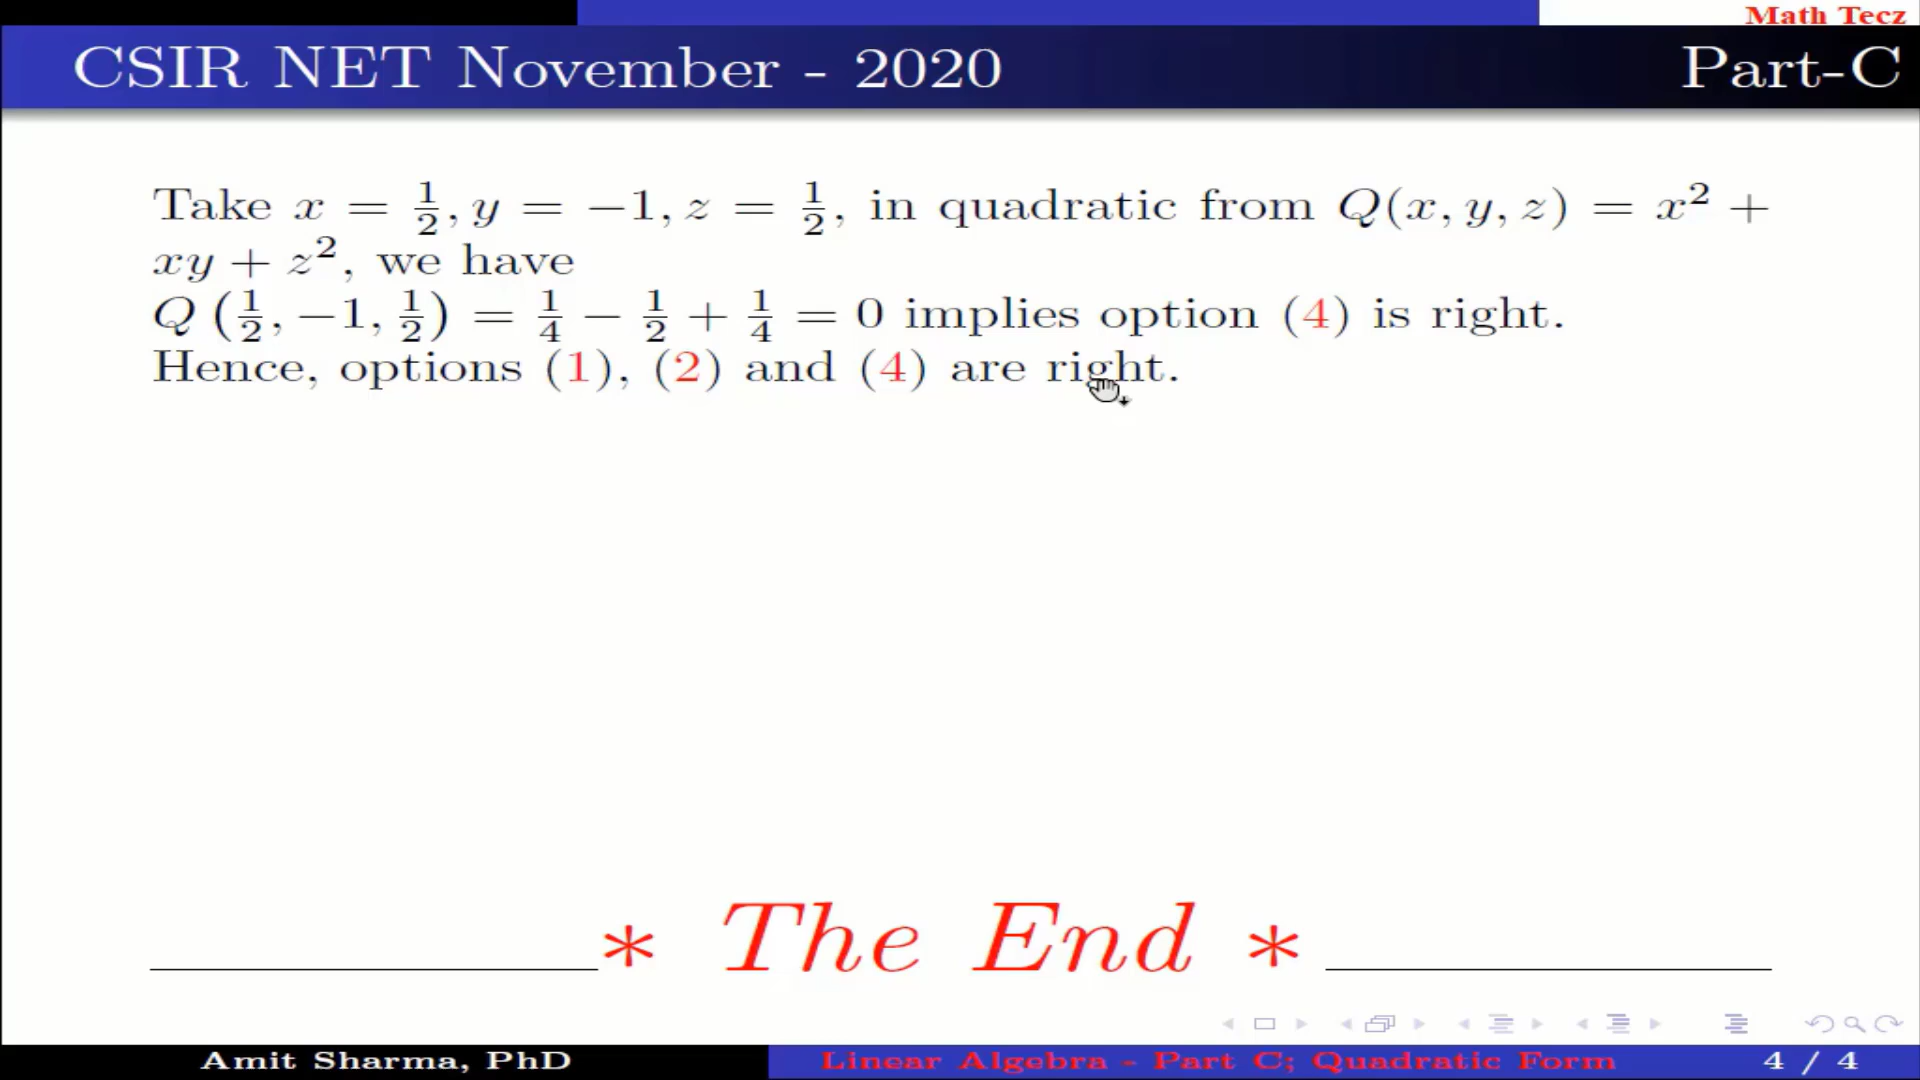 Math Tecz
CSIR NET November - 2020 Part-C
Take x = 1/2, y = −1, z = 1/2, in quadratic from Q(x, y, z) = x² +
xy + z², we have
Q (1/2, −1, 1/2) = 1/4 − 1/2 + 1/4 = 0 implies option (4) is right.
Hence, options (1), (2) and (4) are right.
* The End *
Amit Sharma, PhD Linear Algebra - Part C; Quadratic Form 4 / 4